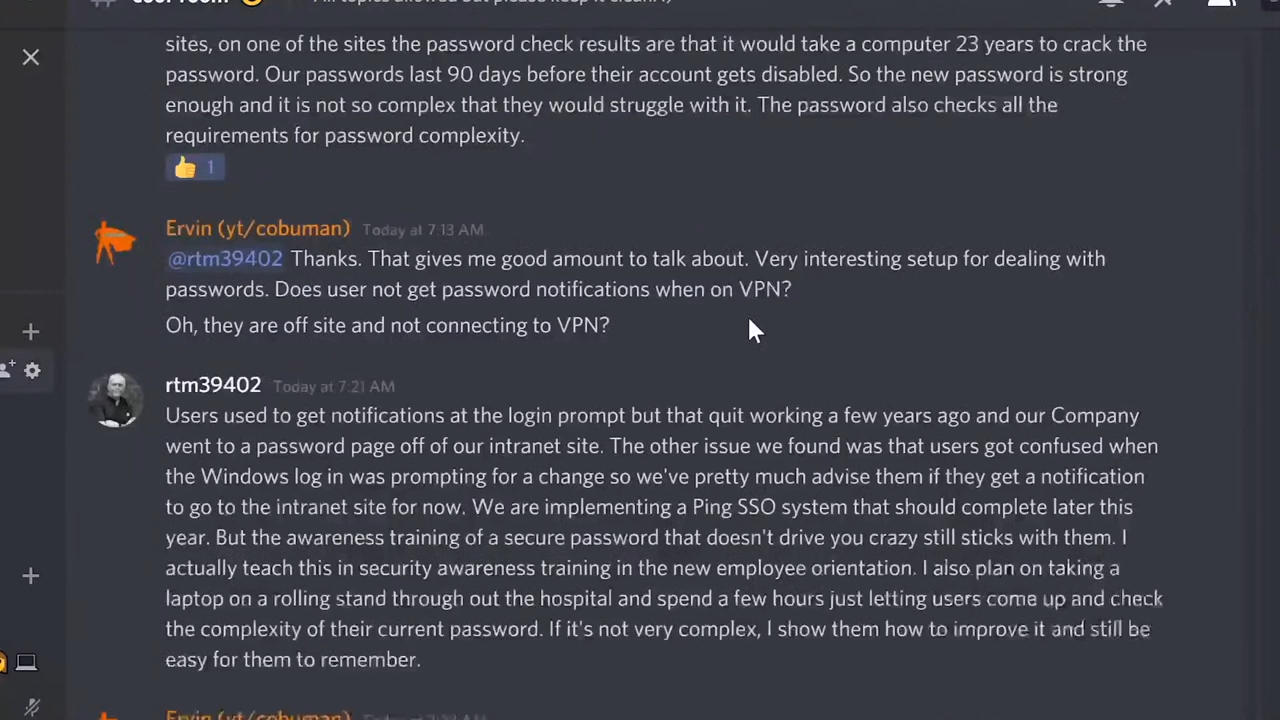 cool room
All topics allowed but please keep it clean
sites, on one of the sites the password check results are that it would take a computer 23 years to crack the
password. Our passwords last 90 days before their account gets disabled. So the new password is strong
enough and it is not so complex that they would struggle with it. The password also checks all the
requirements for password complexity.
👍 1
Ervin (yt/cobuman) Today at 7:13 AM
@rtm39402 Thanks. That gives me good amount to talk about. Very interesting setup for dealing with
passwords. Does user not get password notifications when on VPN?
Oh, they are off site and not connecting to VPN?
rtm39402 Today at 7:21 AM
Users used to get notifications at the login prompt but that quit working a few years ago and our Company
went to a password page off of our intranet site. The other issue we found was that users got confused when
the Windows log in was prompting for a change so we've pretty much advise them if they get a notification
to go to the intranet site for now. We are implementing a Ping SSO system that should complete later this
year. But the awareness training of a secure password that doesn't drive you crazy still sticks with them. I
actually teach this in security awareness training in the new employee orientation. I also plan on taking a
laptop on a rolling stand through out the hospital and spend a few hours just letting users come up and check
the complexity of their current password. If it's not very complex, I show them how to improve it and still be
easy for them to remember.
Ervin (yt/cobuman)